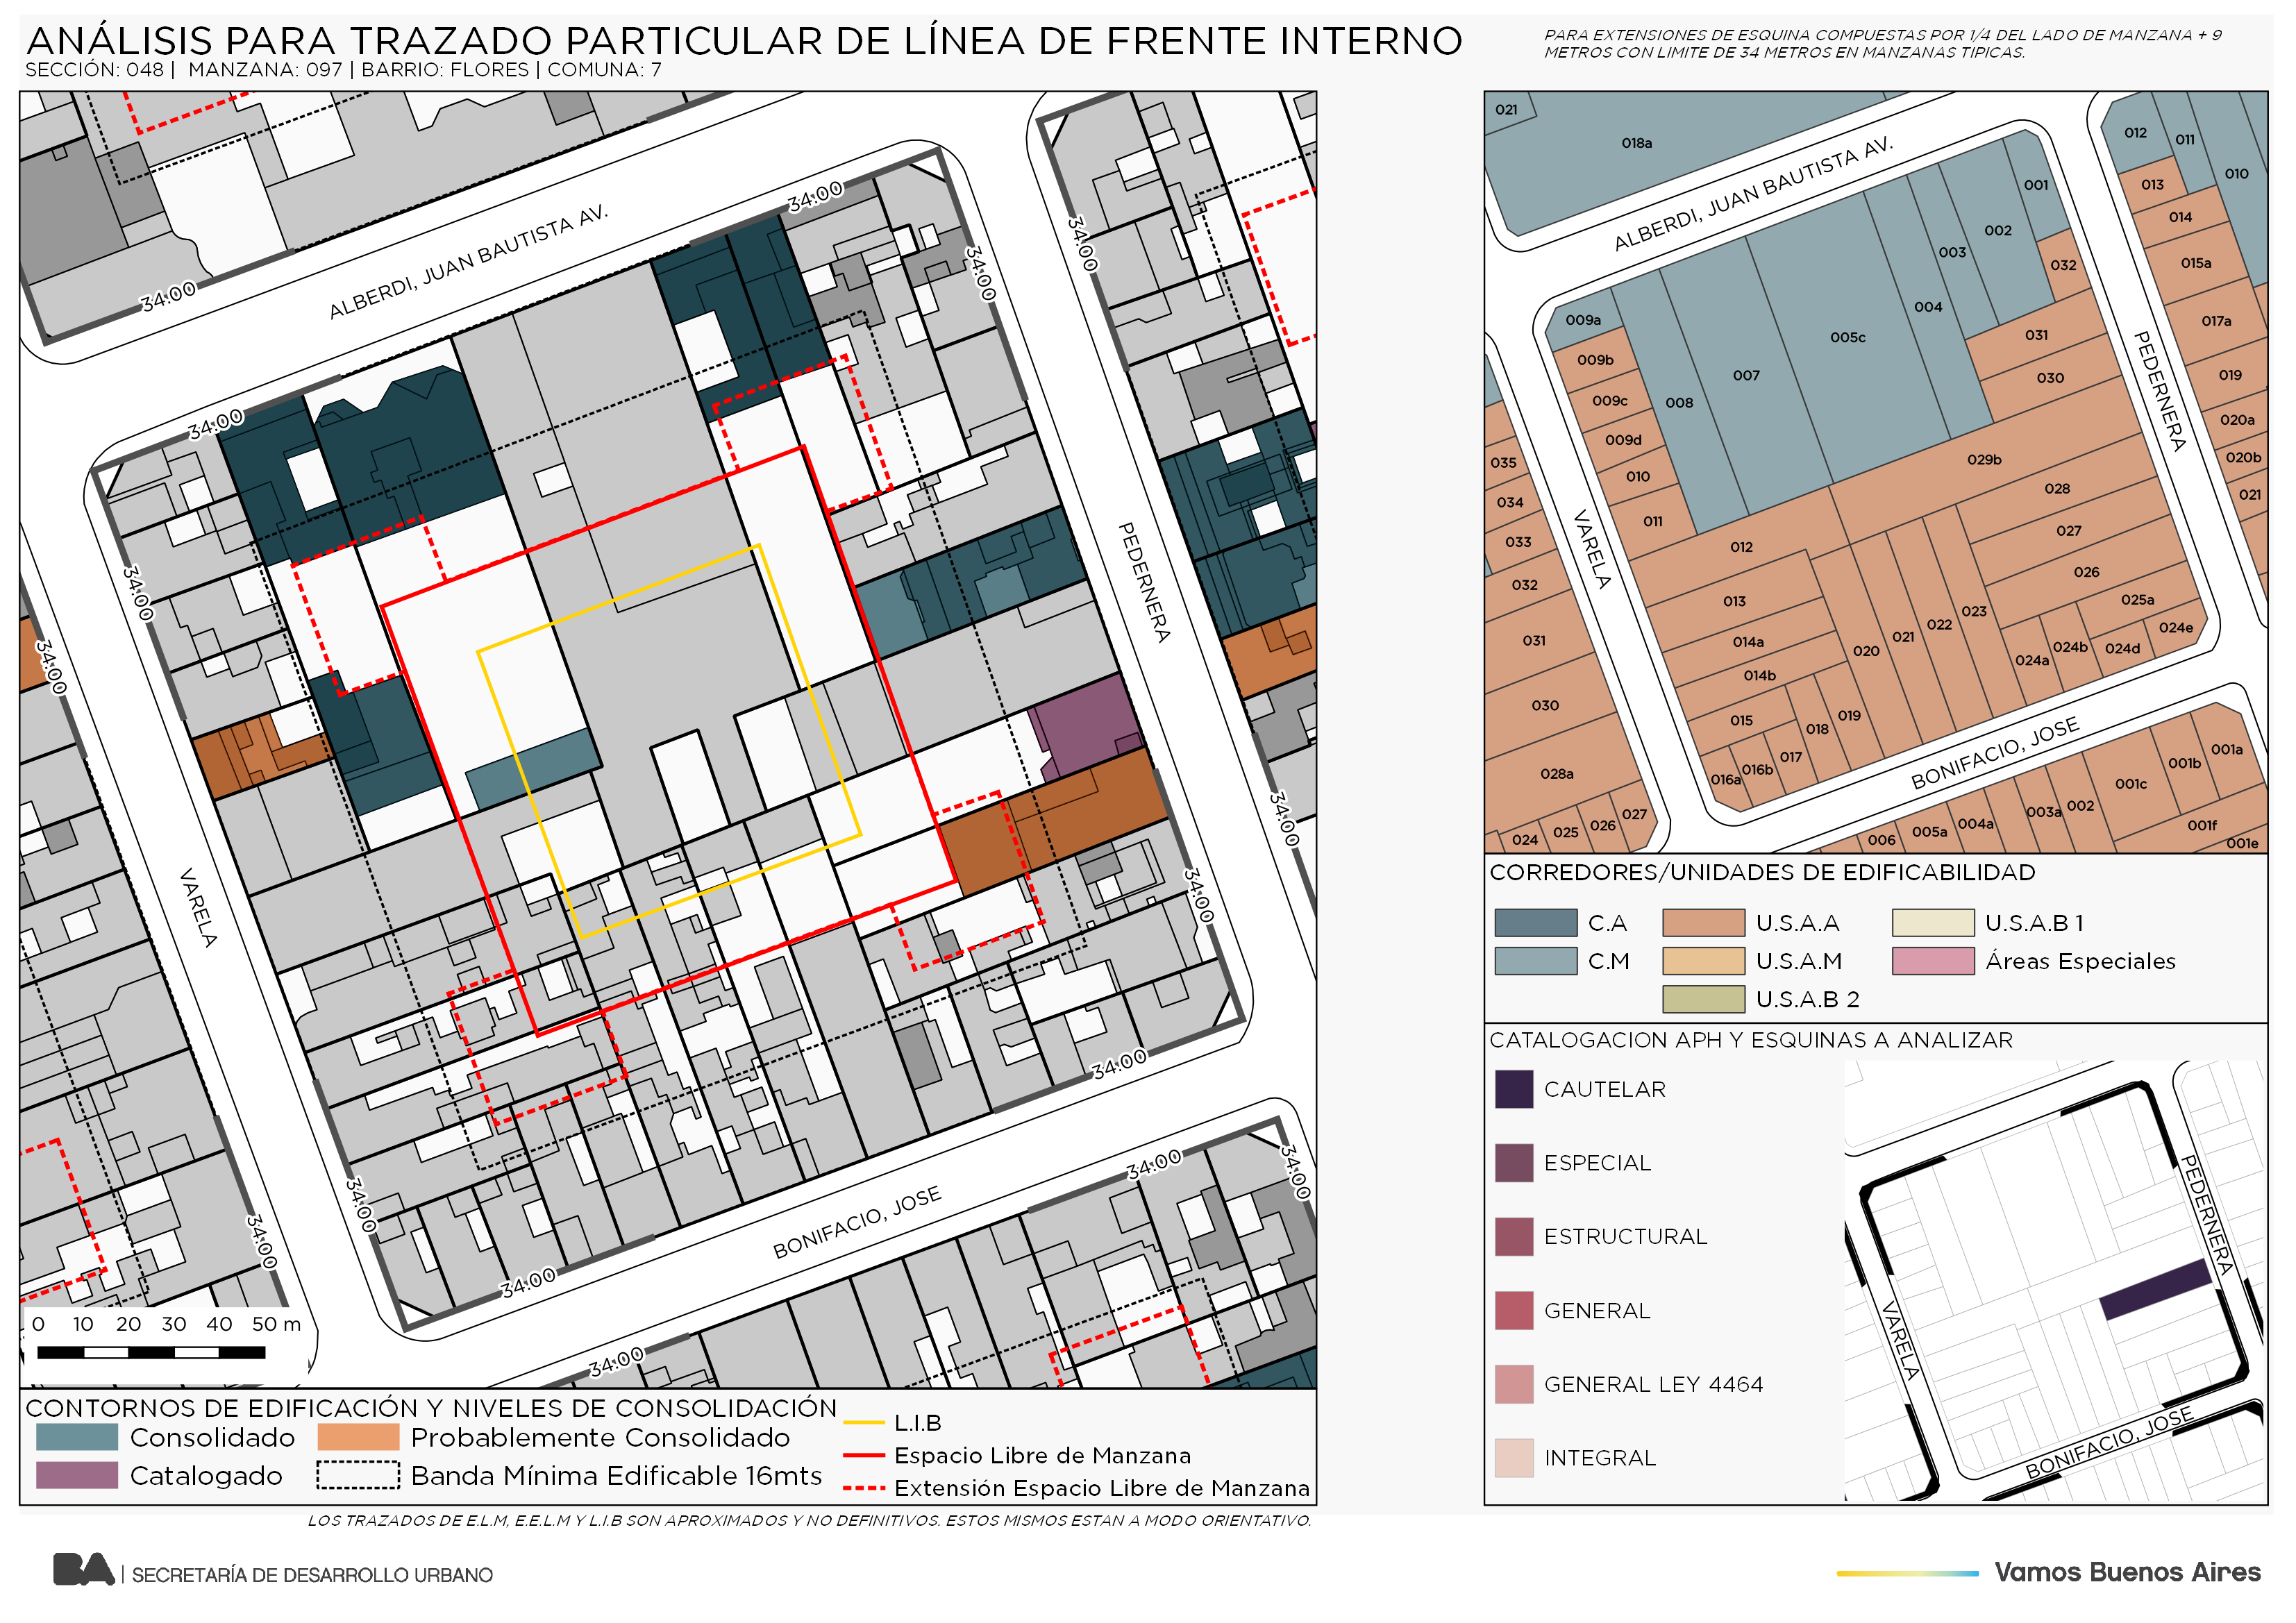 ANÁLISIS PARA TRAZADO PARTICULAR DE LÍNEA DE FRENTE INTERNO
SECCIÓN: 048 | MANZANA: 097 | BARRIO: FLORES | COMUNA: 7
PARA EXTENSIONES DE ESQUINA COMPUESTAS POR 1/4 DEL LADO DE MANZANA + 9
METROS CON LIMITE DE 34 METROS EN MANZANAS TIPICAS.
34:00
34:00
34:00
34:00
ALBERDI, JUAN BAUTISTA AV.
34:00
34:00
34:00
PEDERNERA
VARELA
34:00
34:00
34:00
34:00
BONIFACIO, JOSE
34:00
34:00
34:00
34:00
34:00
0 10 20 30 40 50 m
CONTORNOS DE EDIFICACIÓN Y NIVELES DE CONSOLIDACIÓN
Consolidado
Probablemente Consolidado
Catalogado
Banda Mínima Edificable 16mts
L.I.B
Espacio Libre de Manzana
Extensión Espacio Libre de Manzana
LOS TRAZADOS DE E.L.M, E.E.L.M Y L.I.B SON APROXIMADOS Y NO DEFINITIVOS. ESTOS MISMOS ESTAN A MODO ORIENTATIVO.
021
018a
ALBERDI, JUAN BAUTISTA AV.
012
011
010
013
014
015a
017a
019
020a
020b
021
001
002
003
004
005c
007
008
009a
009b
009c
009d
010
011
032
031
030
029b
028
027
026
025a
024e
024d
024b
024a
023
022
021
020
019
018
017
016b
016a
015
014b
014a
013
012
PEDERNERA
VARELA
BONIFACIO, JOSE
035
034
033
032
031
030
028a
027
026
025
024
001a
001b
001c
001f
001e
002
003a
004a
005a
006
CORREDORES/UNIDADES DE EDIFICABILIDAD
C.A
U.S.A.A
U.S.A.B 1
C.M
U.S.A.M
Áreas Especiales
U.S.A.B 2
CATALOGACION APH Y ESQUINAS A ANALIZAR
CAUTELAR
ESPECIAL
ESTRUCTURAL
GENERAL
GENERAL LEY 4464
INTEGRAL
PEDERNERA
VARELA
BONIFACIO, JOSE
BA | SECRETARÍA DE DESARROLLO URBANO
Vamos Buenos Aires